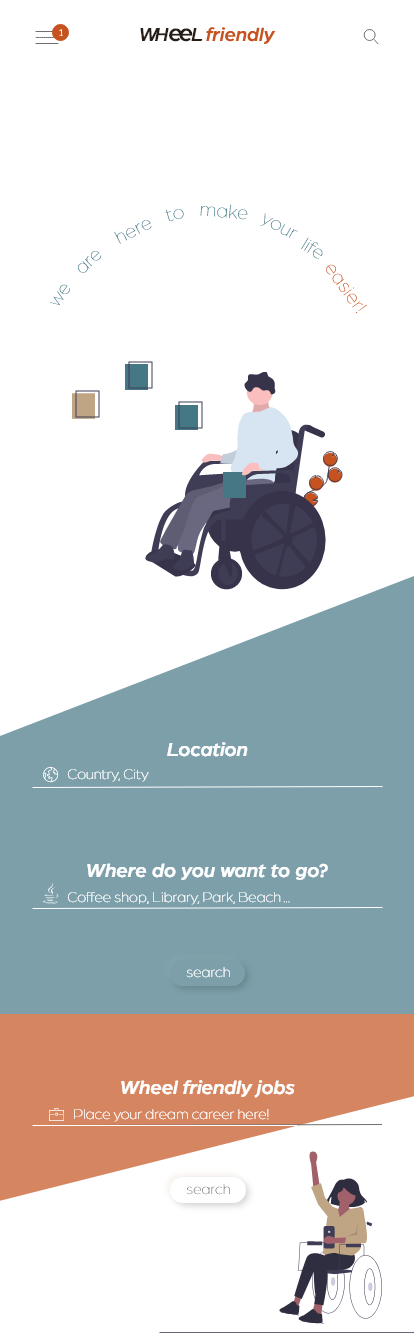 1
WHEEL friendly
we are here to make your life easier!
Location
Country, City
Where do you want to go?
Coffee shop, Library, Park, Beach ...
search
Wheel friendly jobs
Place your dream career here!
search